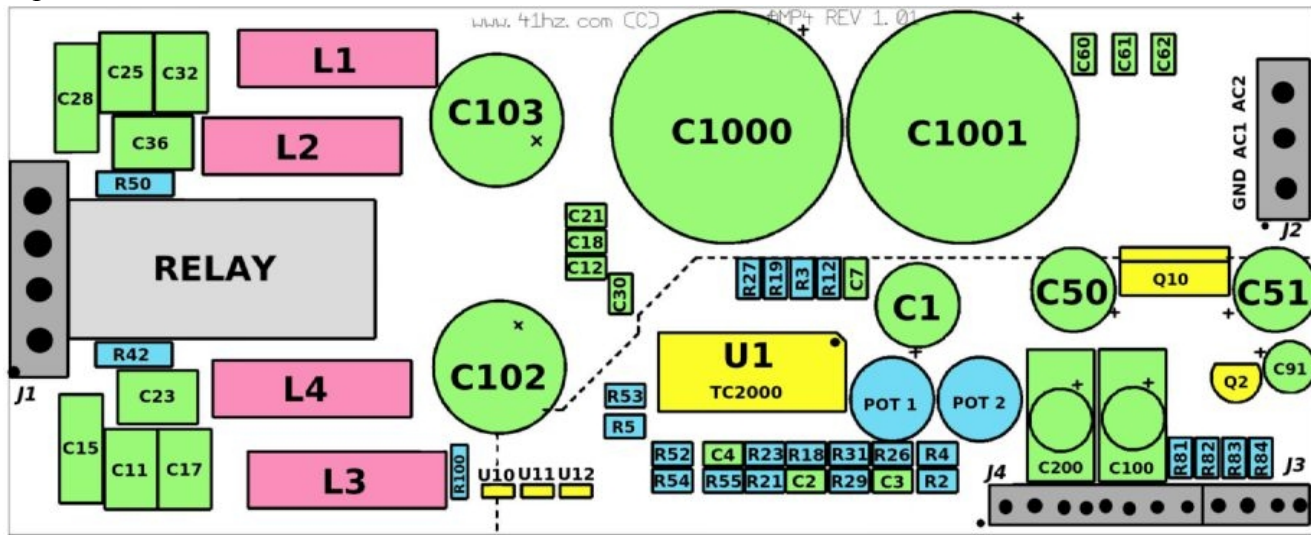 www.41hz.com (C) AMP4 REV 1.01
C28
C25
C32
L1
C103
C1000
C1001
C60
C61
C62
GND AC1 AC2
J2
C36
L2
R50
RELAY
C21
C18
C12
C30
R27
R19
R3
R12
C7
C1
C50
Q10
C51
R42
J1
C23
L4
C102
U1
TC2000
POT 1
POT 2
Q2
C91
C15
C11
C17
L3
R100
U10
U11
U12
R53
R5
R52
C4
R23
R18
R31
R26
R4
R54
R55
R21
C2
R29
C3
R2
C200
C100
R81
R82
R83
R84
J4
J3